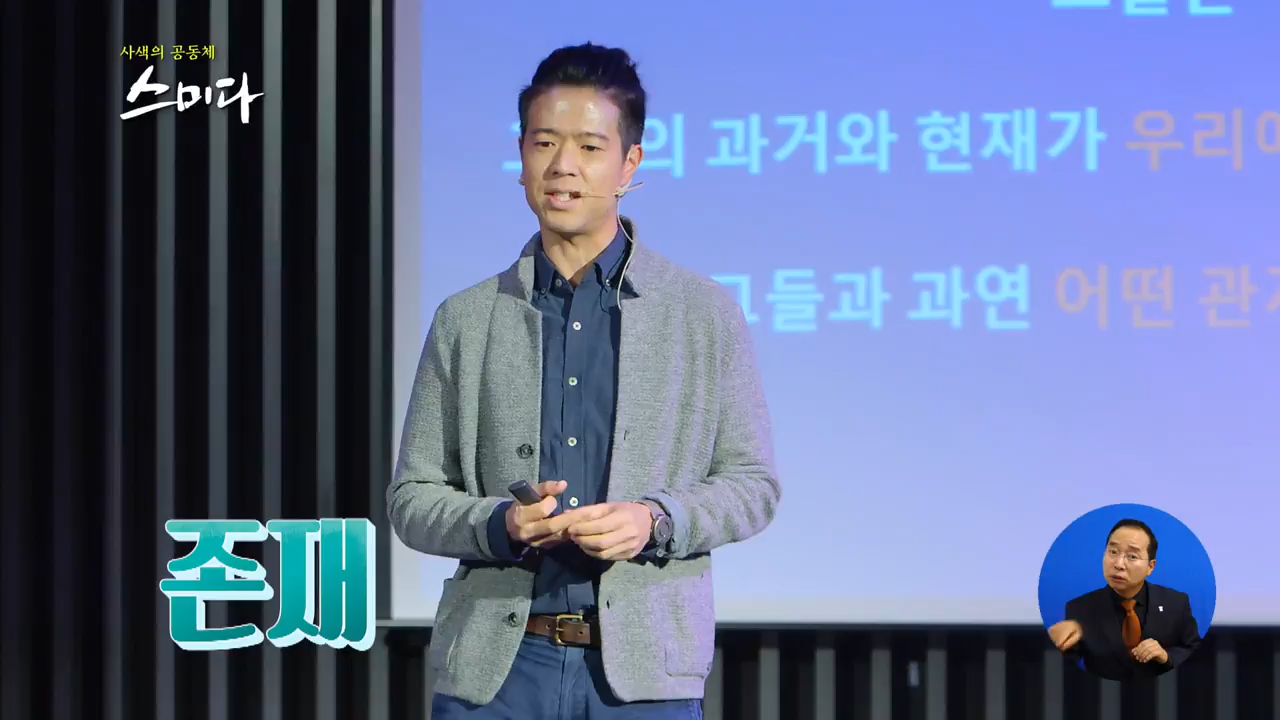 사색의 공동체
스미다
의 과거와 현재가 우리에
그들과 과연 어떤 관계
존재